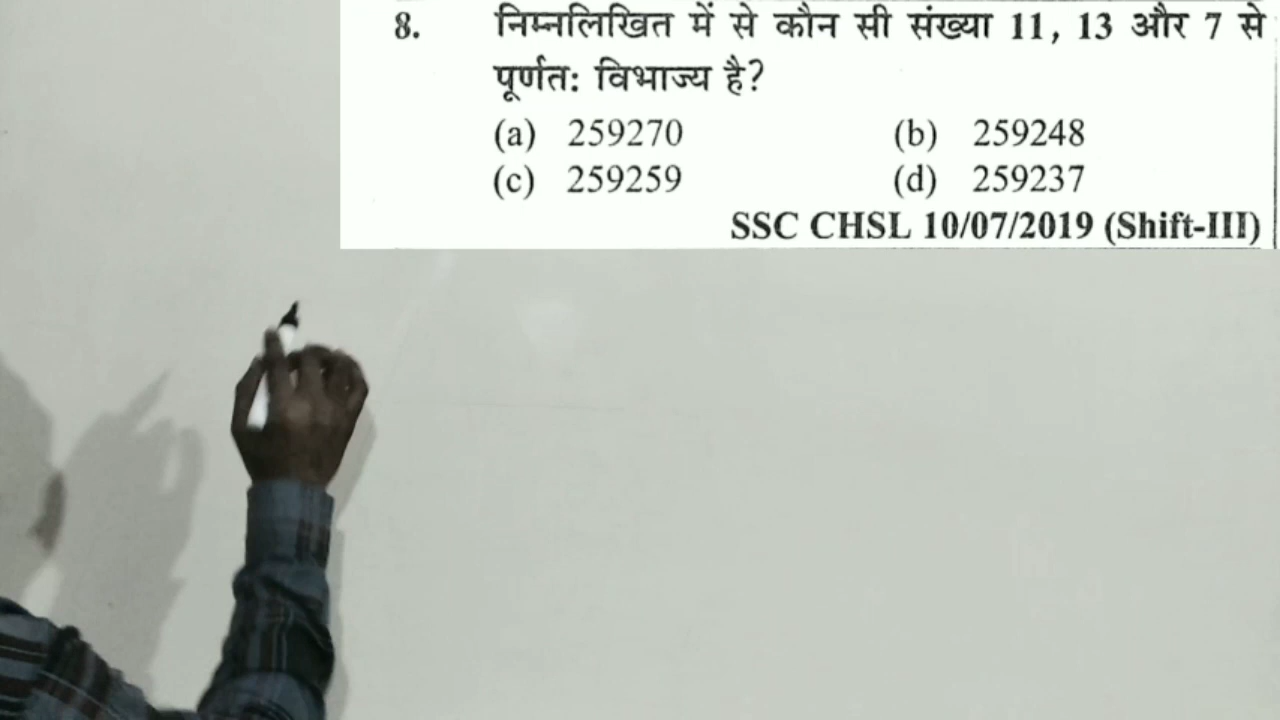 8. निम्नलिखित में से कौन सी संख्या 11, 13 और 7 से
पूर्णत: विभाज्य है?
(a) 259270 (b) 259248
(c) 259259 (d) 259237
SSC CHSL 10/07/2019 (Shift-III)